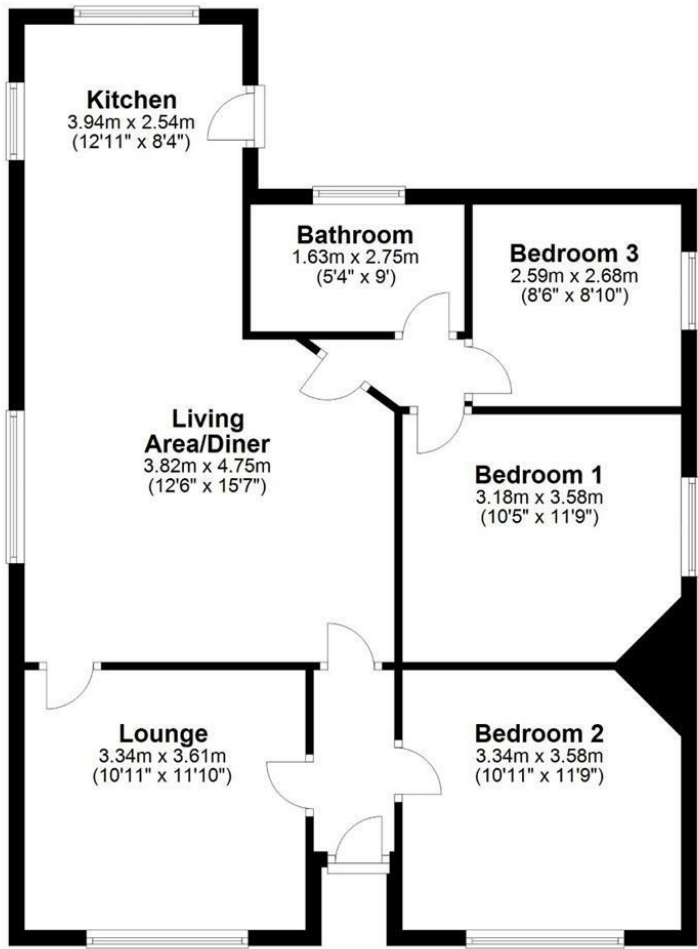 Kitchen
3.94m x 2.54m
(12'11" x 8'4")
Bathroom
1.63m x 2.75m
(5'4" x 9')
Bedroom 3
2.59m x 2.68m
(8'6" x 8'10")
Living
Area/Diner
3.82m x 4.75m
(12'6" x 15'7")
Bedroom 1
3.18m x 3.58m
(10'5" x 11'9")
Lounge
3.34m x 3.61m
(10'11" x 11'10")
Bedroom 2
3.34m x 3.58m
(10'11" x 11'9")